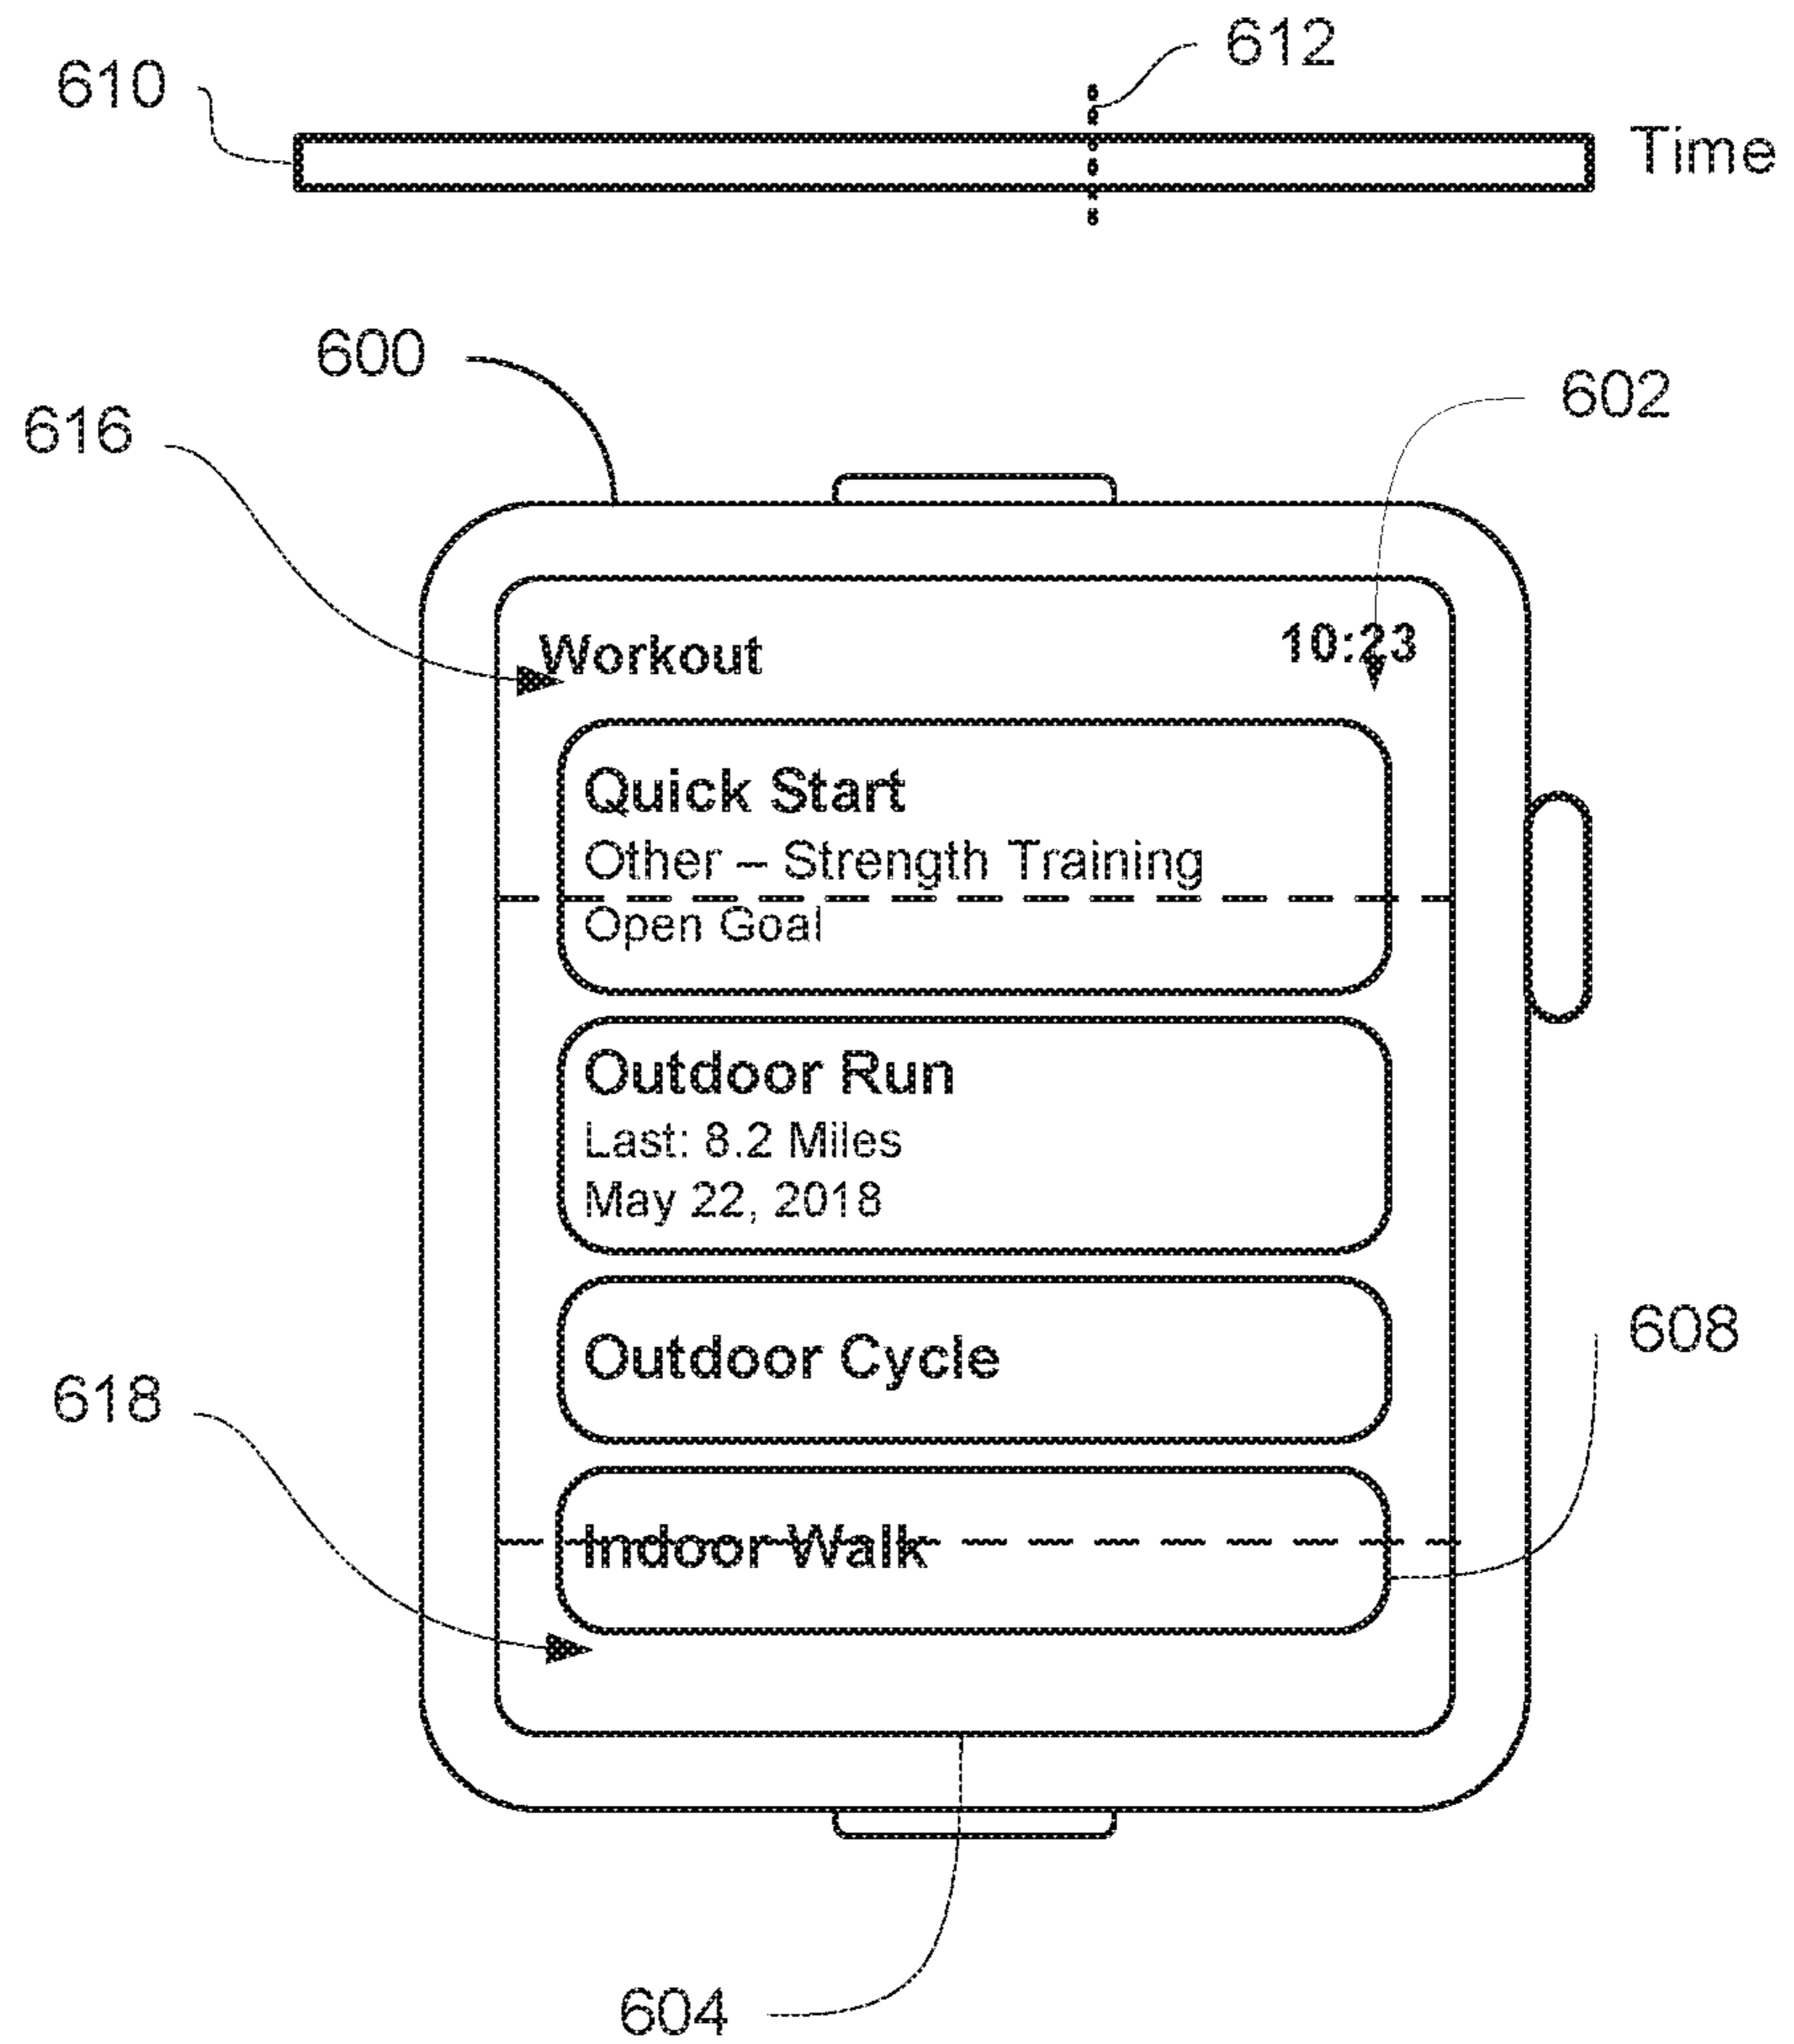 612
610
Time
600
602
616
Workout
10:23
Quick Start
Other – Strength Training
Open Goal
Outdoor Run
Last: 8.2 Miles
May 22, 2018
608
Outdoor Cycle
618
Indoor Walk
604